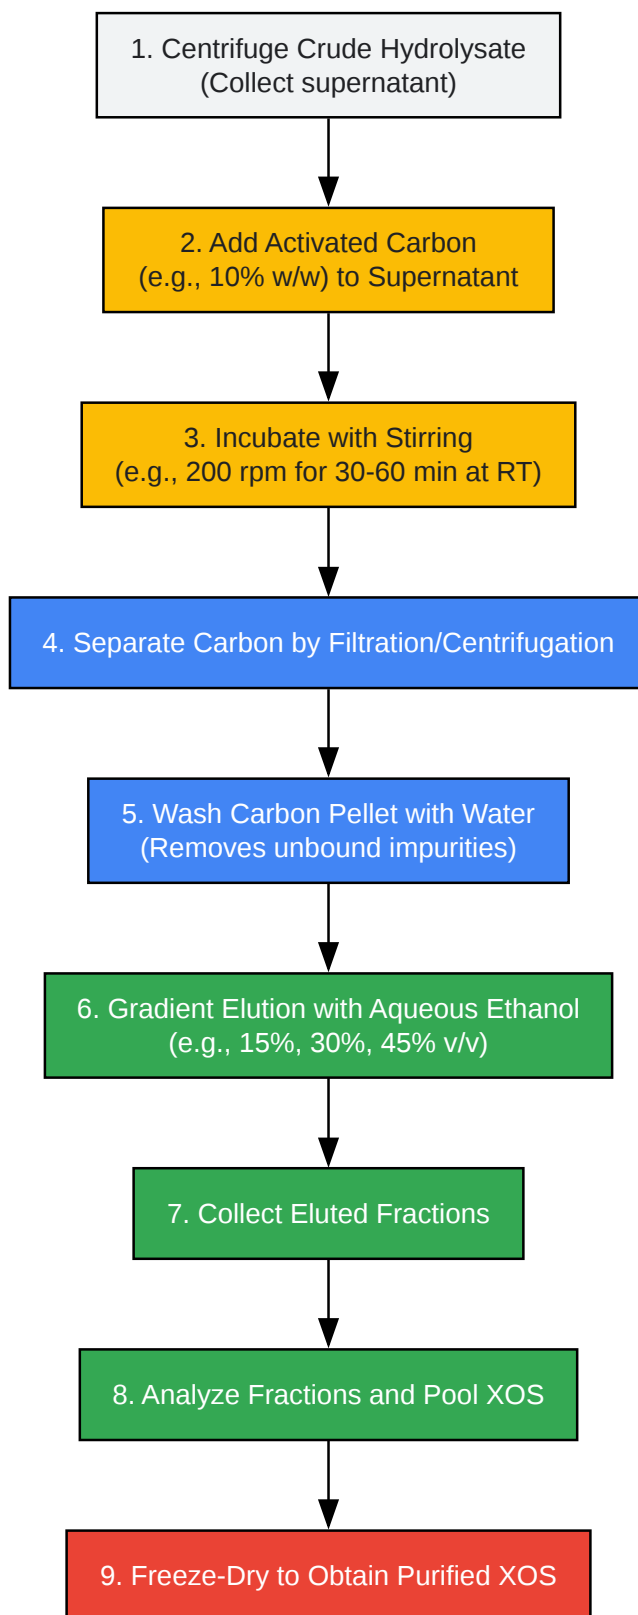 1. Centrifuge Crude Hydrolysate
(Collect supernatant)
2. Add Activated Carbon
(e.g., 10% w/w) to Supernatant
3. Incubate with Stirring
(e.g., 200 rpm for 30-60 min at RT)
4. Separate Carbon by Filtration/Centrifugation
5. Wash Carbon Pellet with Water
(Removes unbound impurities)
6. Gradient Elution with Aqueous Ethanol
(e.g., 15%, 30%, 45% v/v)
7. Collect Eluted Fractions
8. Analyze Fractions and Pool XOS
9. Freeze-Dry to Obtain Purified XOS